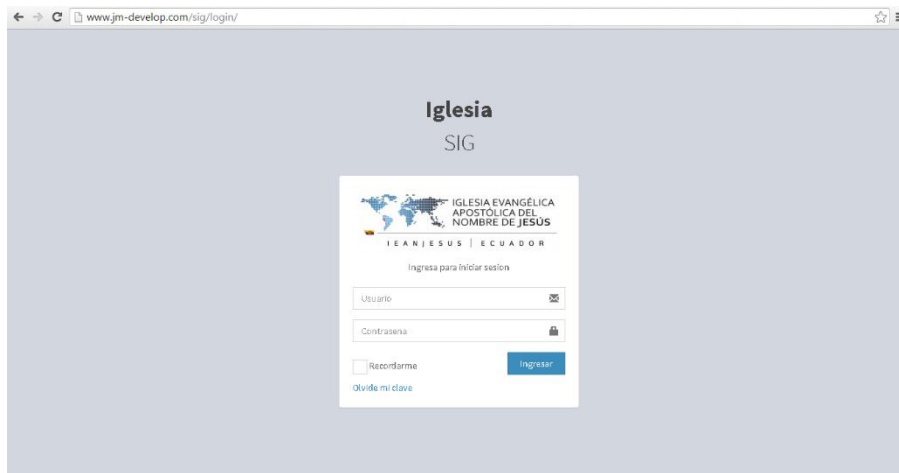 www.jm-develop.com/sig/login/
Iglesia
SIG
IGLESIA EVANGÉLICA
APOSTÓLICA DEL
NOMBRE DE JESÚS
IEANJESUS | ECUADOR
Ingresa para iniciar sesion
Usuario
Contrasena
Recordarme
Ingresar
Olvide mi clave